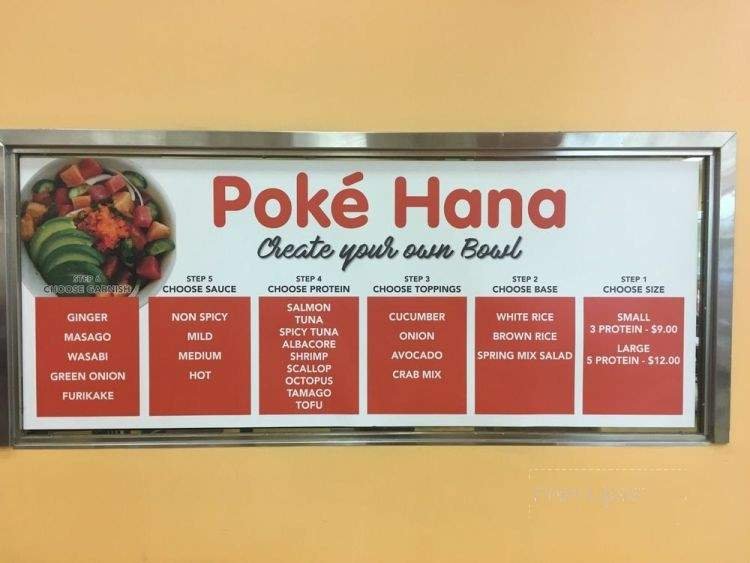 Poké Hana
Create your own Bowl
STEP 6
CHOOSE GARNISH
GINGER
MASAGO
WASABI
GREEN ONION
FURIKAKE
STEP 5
CHOOSE SAUCE
NON SPICY
MILD
MEDIUM
HOT
STEP 4
CHOOSE PROTEIN
SALMON
TUNA
SPICY TUNA
ALBACORE
SHRIMP
SCALLOP
OCTOPUS
TAMAGO
TOFU
STEP 3
CHOOSE TOPPINGS
CUCUMBER
ONION
AVOCADO
CRAB MIX
STEP 2
CHOOSE BASE
WHITE RICE
BROWN RICE
SPRING MIX SALAD
STEP 1
CHOOSE SIZE
SMALL
3 PROTEIN - $9.00
LARGE
5 PROTEIN - $12.00